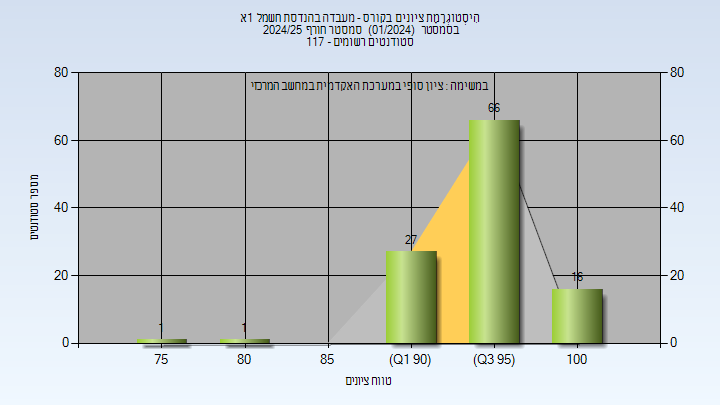 הִיסְטוֹגְרַמַת ציונים בקורס - מעבדה בהנדסת חשמל 1א
בסמסטר (01/2024) סמסטר חורף 2024/25
סטודנטים רשומים - 117
במשימה : ציון סופי במערכת האקדמית במחשב המרכזי
80 80
60 60
40 40
20 20
0 0
מספר סטודנטים
1 1 27 66 16
75 80 85 (Q1 90) (Q3 95) 100
טווח ציונים